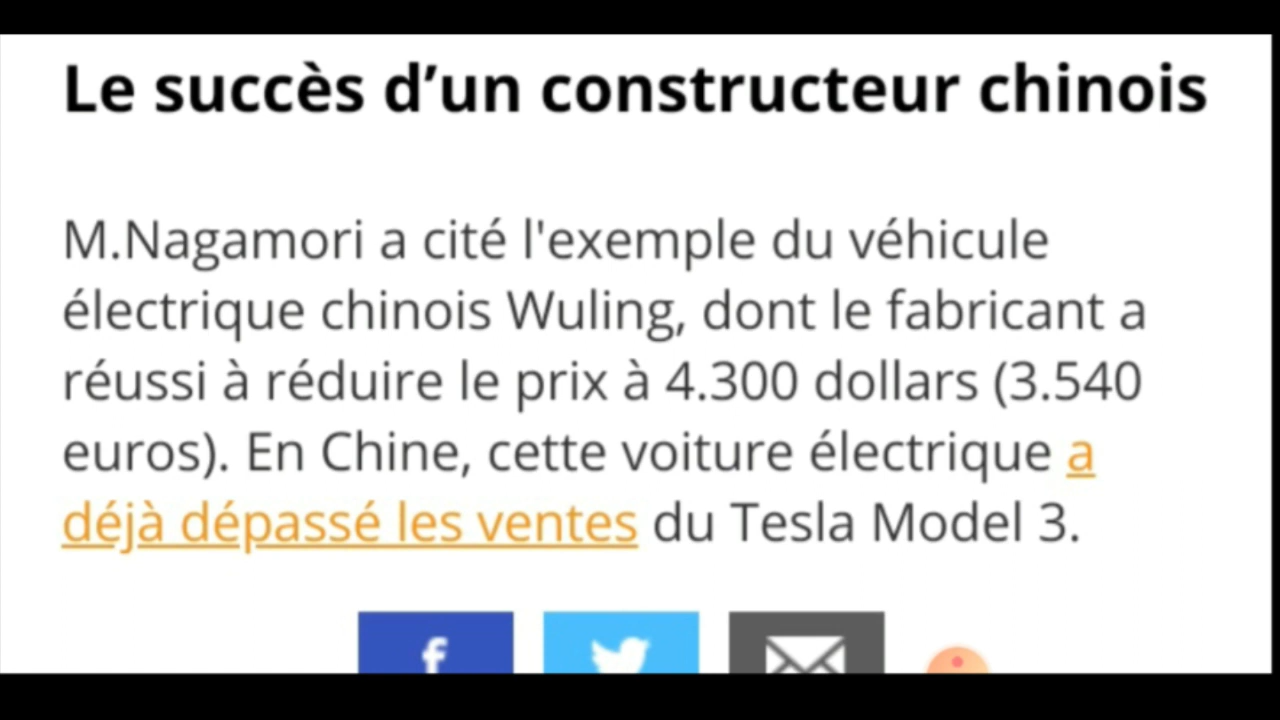 Le succès d’un constructeur chinois
M.Nagamori a cité l'exemple du véhicule
électrique chinois Wuling, dont le fabricant a
réussi à réduire le prix à 4.300 dollars (3.540
euros). En Chine, cette voiture électrique a
déjà dépassé les ventes du Tesla Model 3.